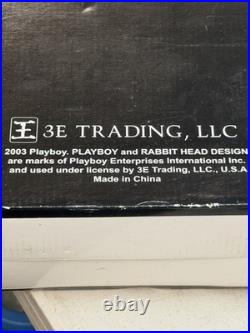 王 3E TRADING, LLC
2003 Playboy. PLAYBOY and RABBIT HEAD DESIGN
are marks of Playboy Enterprises International Inc.
and used under license by 3E Trading, LLC., U.S.A
Made in China